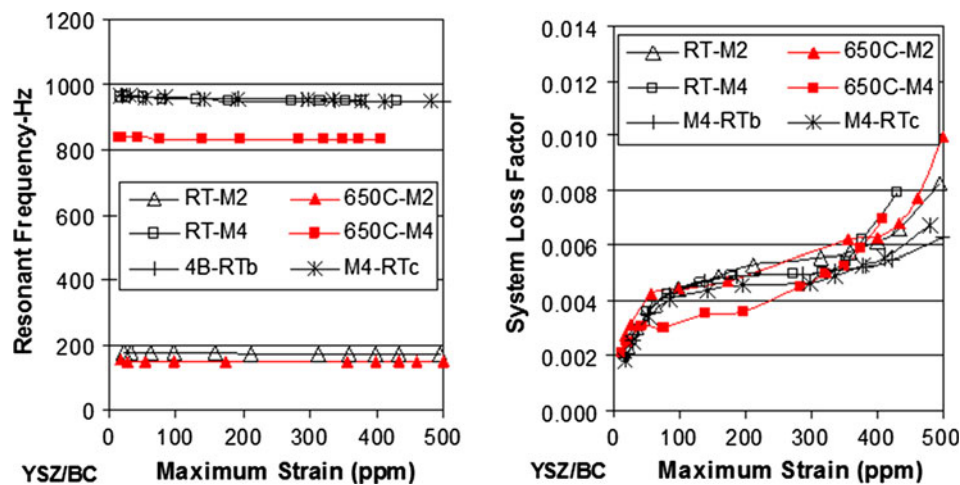 Resonant Frequency-Hz
1200
1000
800
600
400
200
0
RT-M2
650C-M2
RT-M4
650C-M4
4B-RTb
M4-RTc
0 100 200 300 400 500
YSZ/BC
Maximum Strain (ppm)
System Loss Factor
0.014
0.012
0.010
0.008
0.006
0.004
0.002
0.000
RT-M2
650C-M2
RT-M4
650C-M4
M4-RTb
M4-RTc
0 100 200 300 400 500
YSZ/BC
Maximum Strain (ppm)